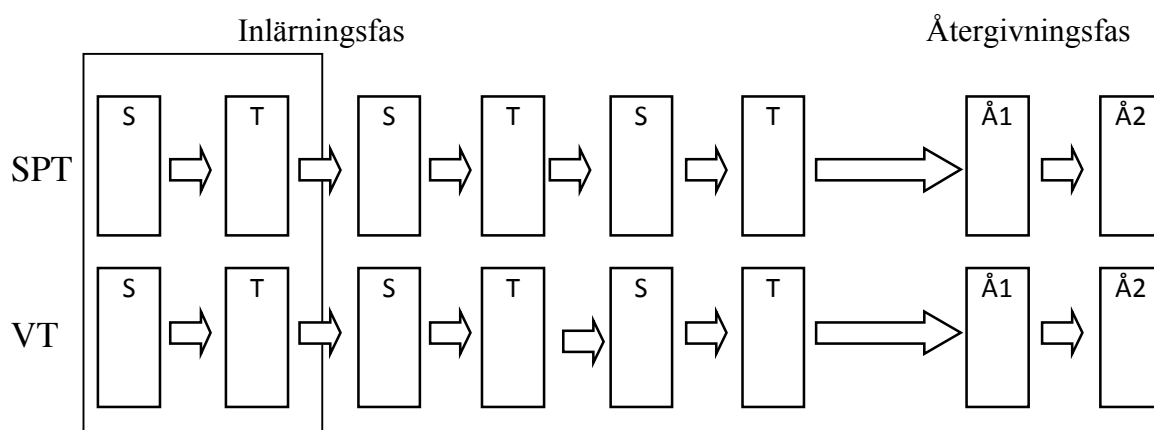 Inlärningsfas Återgivningsfas
S T S T S T Å1 Å2
SPT
S T S T S T Å1 Å2
VT